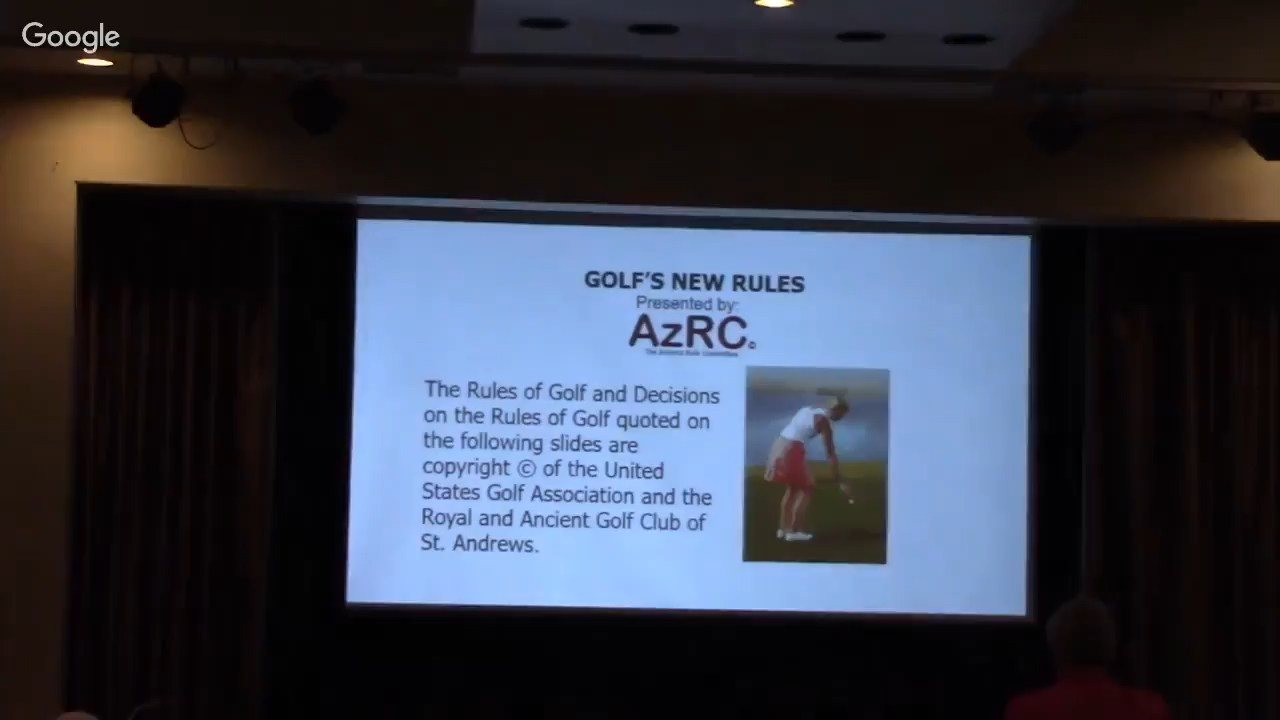 Google
GOLF'S NEW RULES
Presented by:
AzRC©
The Rules of Golf and Decisions
on the Rules of Golf quoted on
the following slides are
copyright © of the United
States Golf Association and the
Royal and Ancient Golf Club of
St. Andrews.